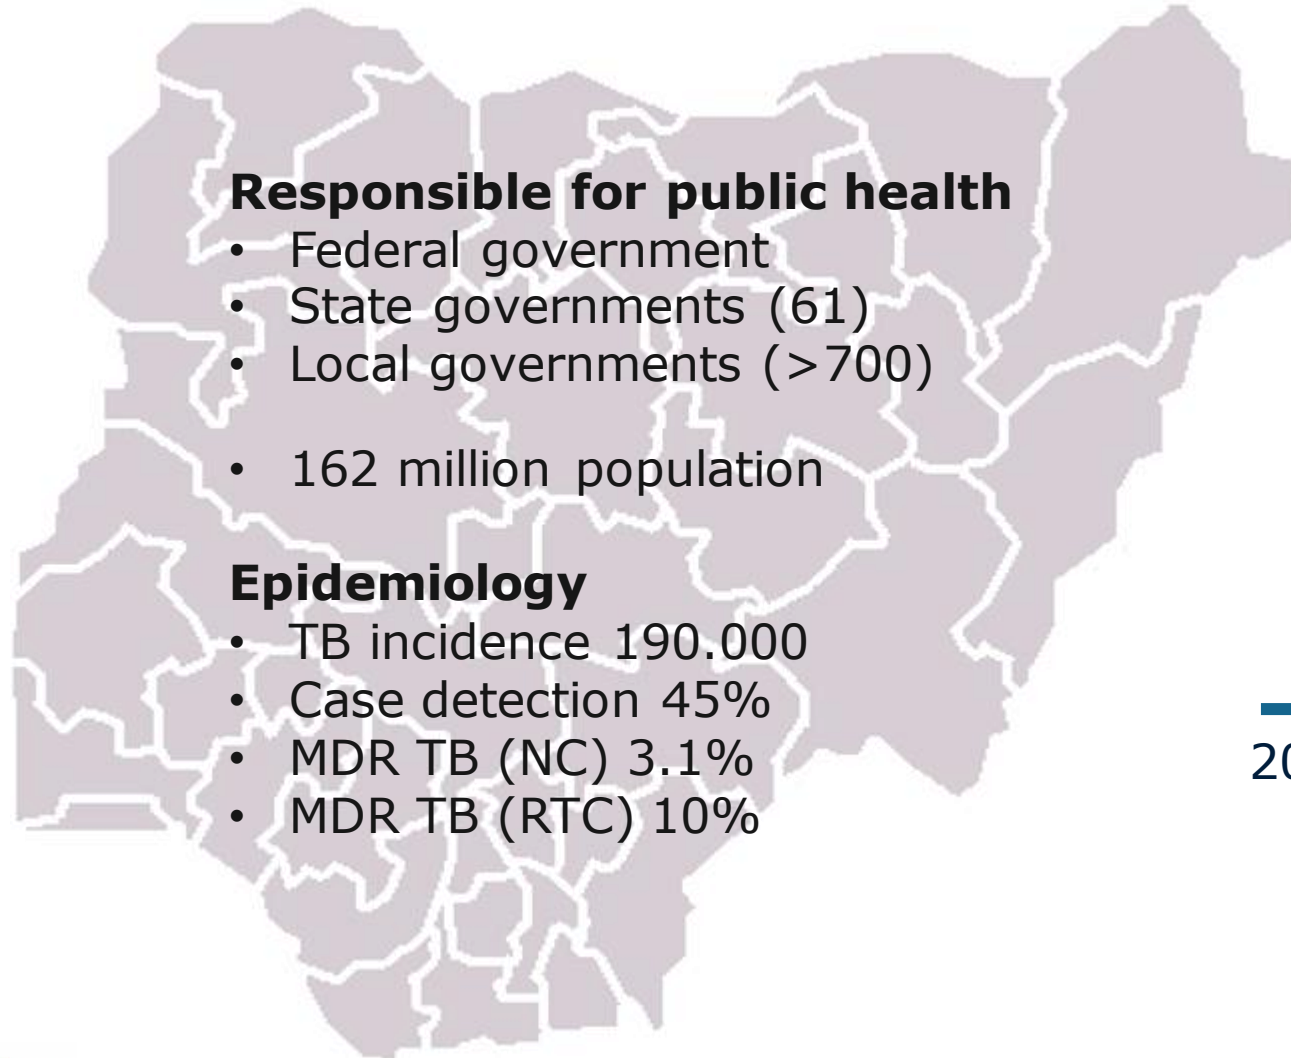 Responsible for public health
• Federal government
• State governments (61)
• Local governments (>700)
• 162 million population
Epidemiology
• TB incidence 190.000
• Case detection 45%
• MDR TB (NC) 3.1%
• MDR TB (RTC) 10%